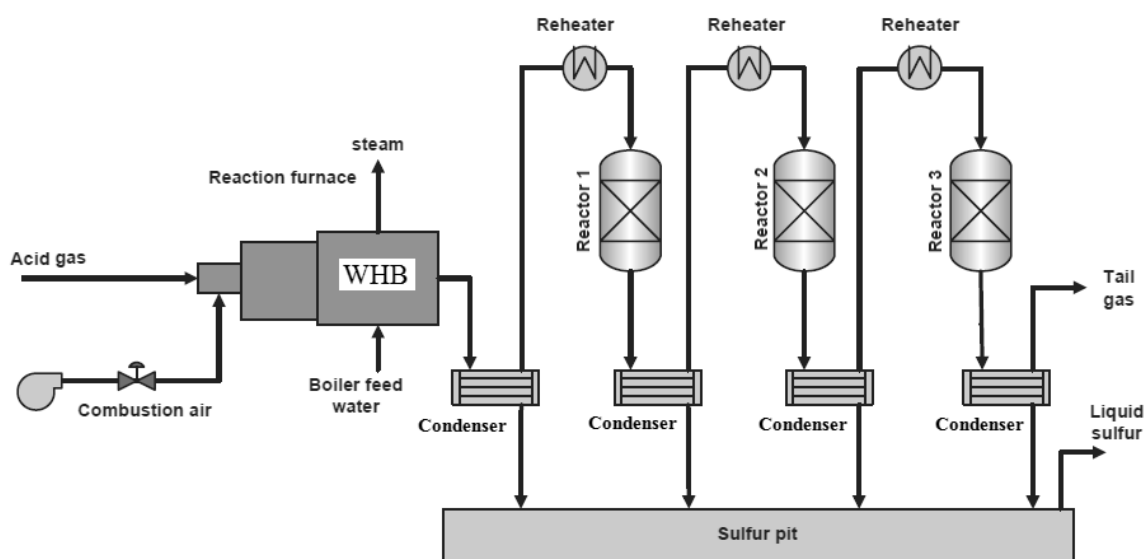 Reheater
Reheater
Reheater
steam
Reaction furnace
Reactor 1
Reactor 2
Reactor 3
Acid gas
WHB
Tail
gas
Combustion air
Boiler feed
water
Condenser
Condenser
Condenser
Condenser
Liquid
sulfur
Sulfur pit